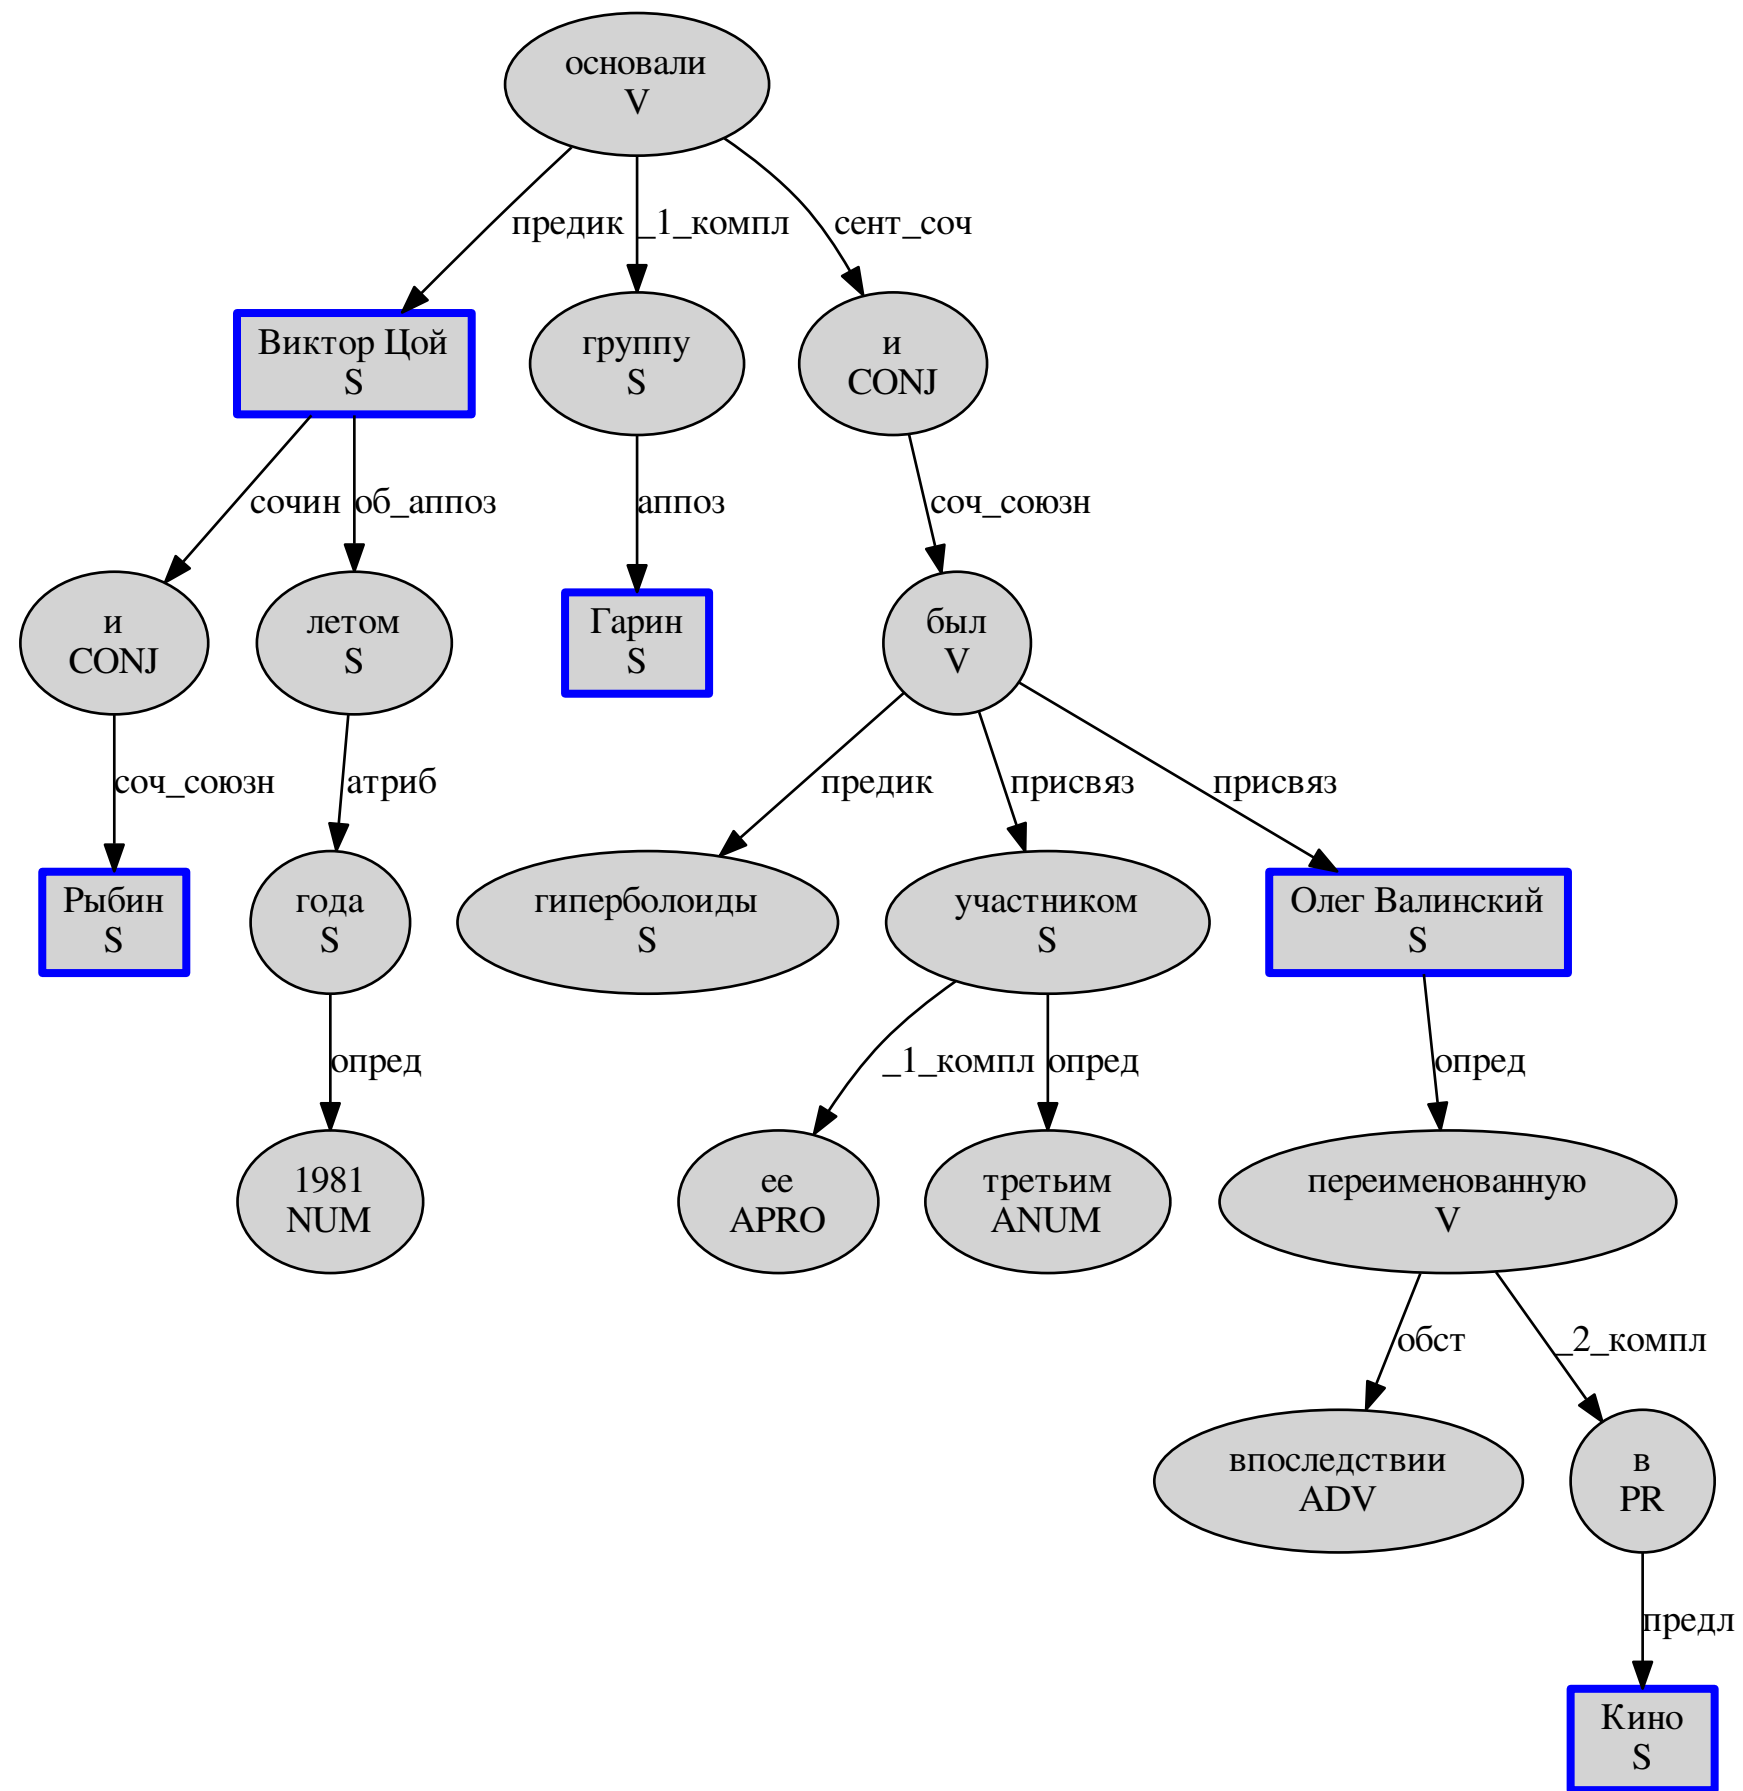 основали
V
предик
_1_компл
сент_соч
Виктор Цой
S
группу
S
и
CONJ
сочин
об_аппоз
аппоз
соч_союзн
и
CONJ
летом
S
Гарин
S
был
V
соч_союзн
атриб
предик
присвяз
присвяз
Рыбин
S
года
S
гиперболоиды
S
участником
S
Олег Валинский
S
опред
_1_компл
опред
опред
1981
NUM
ее
APRO
третьим
ANUM
переименованную
V
обст
_2_компл
впоследствии
ADV
в
PR
предл
Кино
S